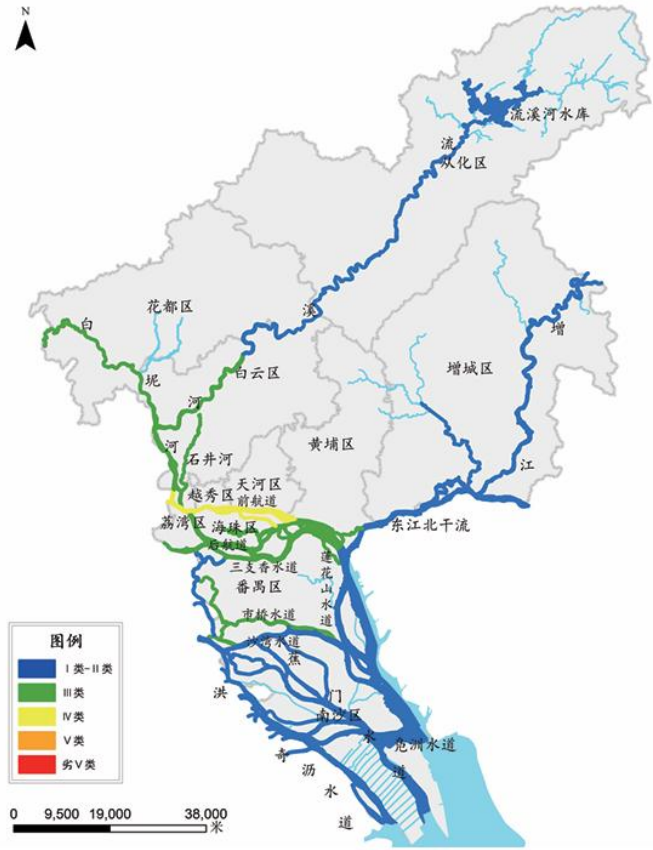 N
流溪河水库
流
从化区
花都区
溪
白
增
坭
白云区
增城区
河
河
黄埔区
石井河
江
天河区
越秀区
前航道
荔湾区
海珠区
东江北干流
后航道
三支香水道
莲花山水道
番禺区
市桥水道
沙湾水道
蕉
洪
门
南沙区
水
凫洲水道
奇
沥
道
水
道
图例
Ⅰ类-Ⅱ类
Ⅲ类
Ⅳ类
Ⅴ类
劣Ⅴ类
0 9,500 19,000 38,000
米